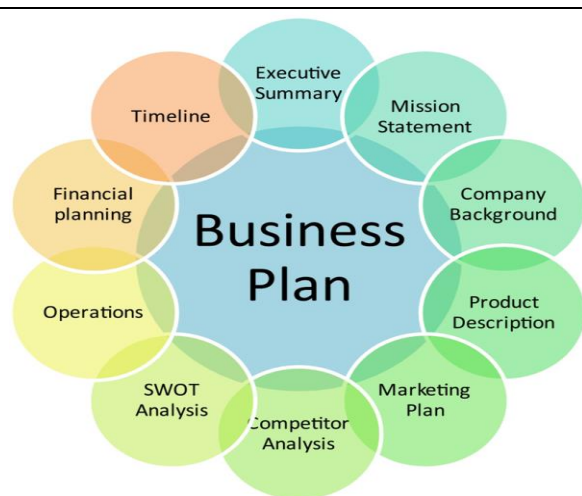 Executive
Summary
Mission
Statement
Company
Background
Product
Description
Marketing
Plan
Competitor
Analysis
SWOT
Analysis
Operations
Financial
planning
Timeline
Business
Plan